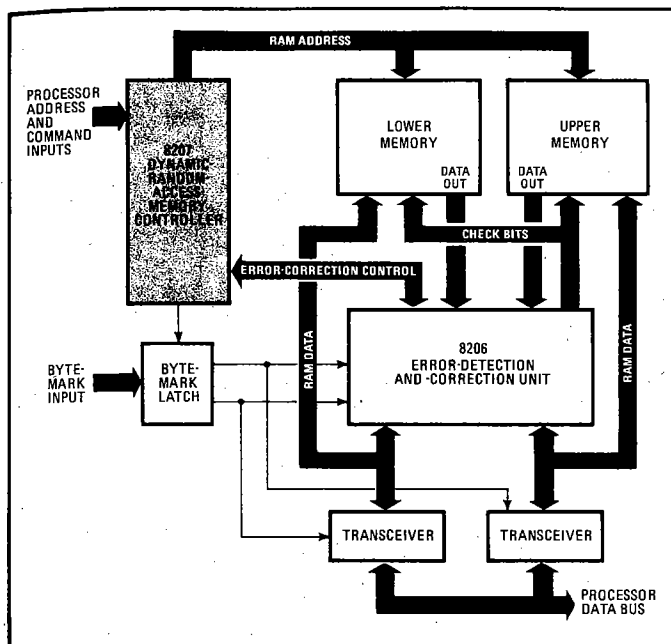 RAM ADDRESS
PROCESSOR
ADDRESS
AND
COMMAND
INPUTS
8207
DYNAMIC
RANDOM
ACCESS
MEMORY
CONTROLLER
LOWER
MEMORY
DATA
OUT
UPPER
MEMORY
DATA
OUT
CHECK BITS
ERROR-CORRECTION CONTROL
BYTE-
MARK
INPUT
BYTE-
MARK
LATCH
RAM DATA
8206
ERROR-DETECTION
AND -CORRECTION UNIT
RAM DATA
TRANSCEIVER
TRANSCEIVER
PROCESSOR
DATA BUS